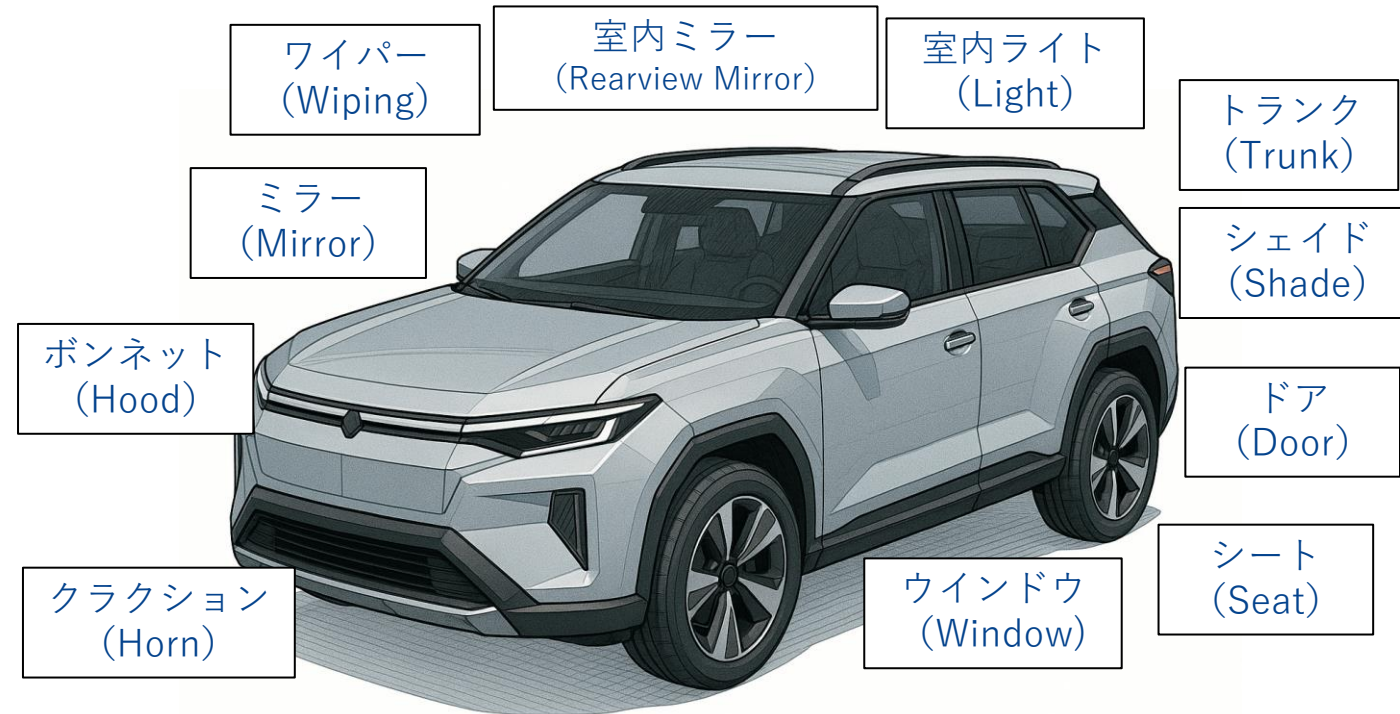 ワイパー
(Wiping)
室内ミラー
(Rearview Mirror)
室内ライト
(Light)
トランク
(Trunk)
ミラー
(Mirror)
シェイド
(Shade)
ボンネット
(Hood)
ドア
(Door)
シート
(Seat)
クラクション
(Horn)
ウインドウ
(Window)